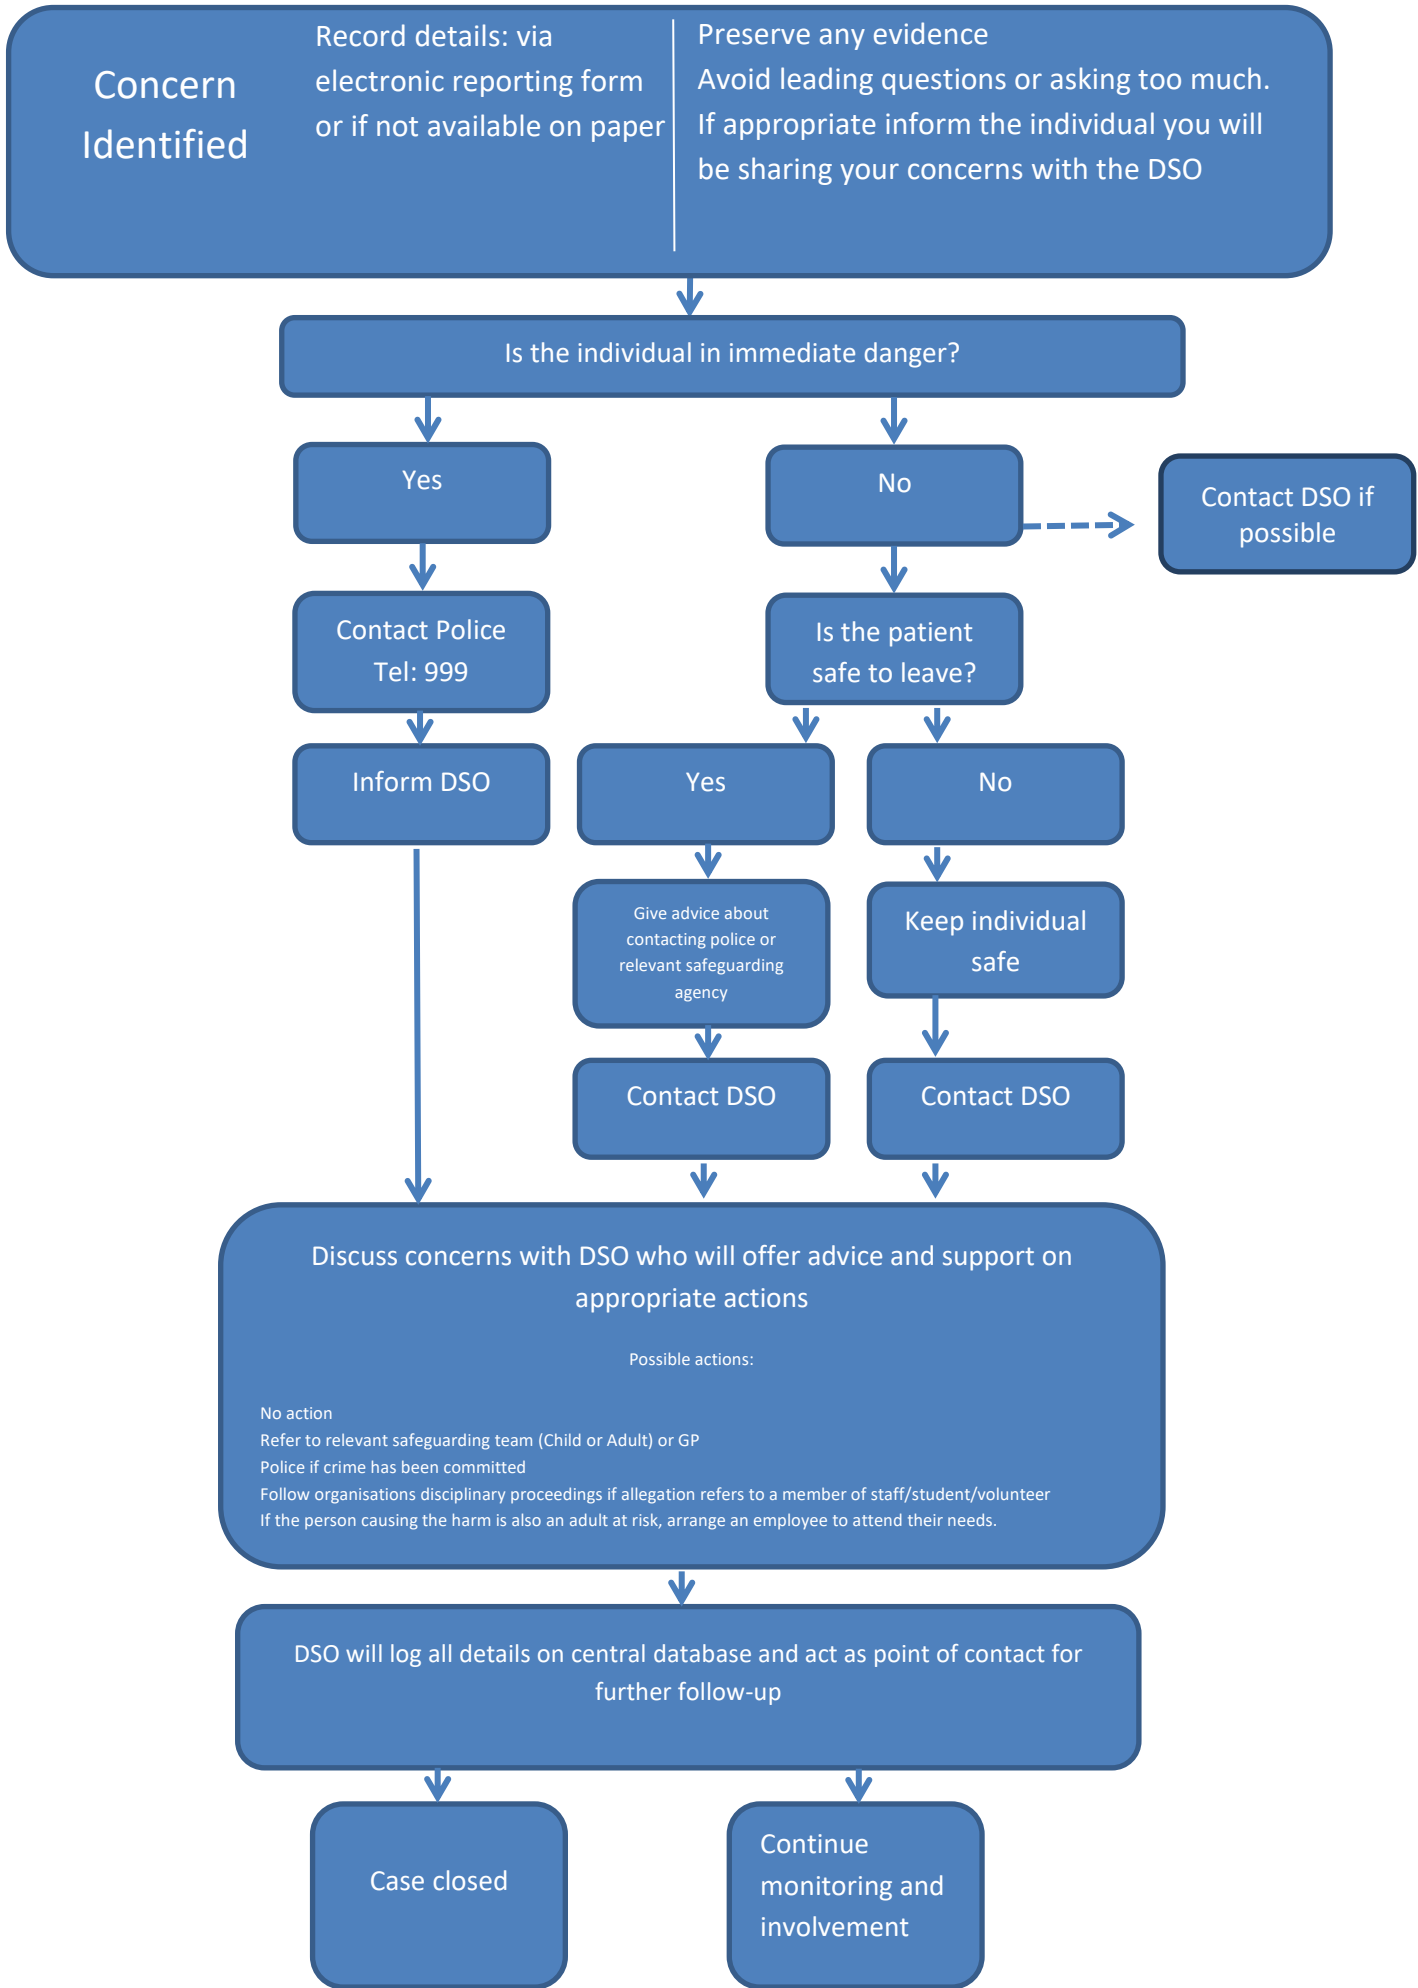 Concern
Identified
Record details: via
electronic reporting form
or if not available on paper
Preserve any evidence
Avoid leading questions or asking too much.
If appropriate inform the individual you will
be sharing your concerns with the DSO
Is the individual in immediate danger?
Yes
No
Contact DSO if
possible
Contact Police
Tel: 999
Is the patient
safe to leave?
Inform DSO
Yes
No
Give advice about
contacting police or
relevant safeguarding
agency
Keep individual
safe
Contact DSO
Contact DSO
Discuss concerns with DSO who will offer advice and support on
appropriate actions
Possible actions:
No action
Refer to relevant safeguarding team (Child or Adult) or GP
Police if crime has been committed
Follow organisations disciplinary proceedings if allegation refers to a member of staff/student/volunteer
If the person causing the harm is also an adult at risk, arrange an employee to attend their needs.
DSO will log all details on central database and act as point of contact for
further follow-up
Case closed
Continue
monitoring and
involvement